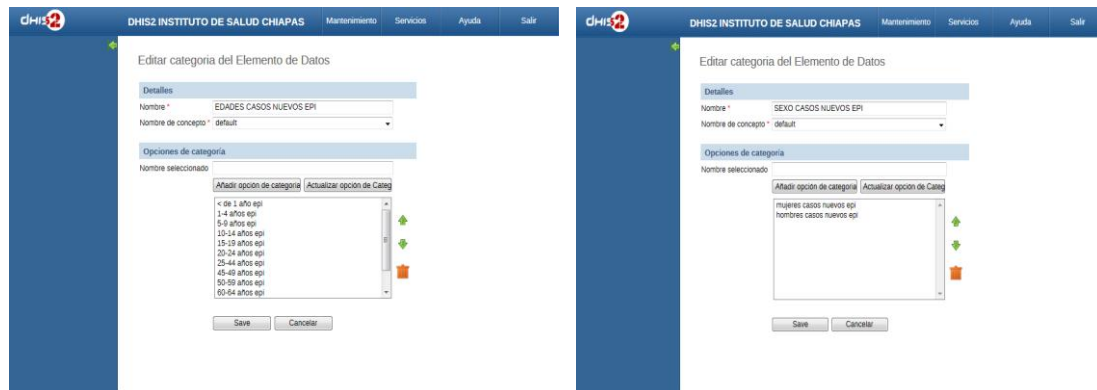 dhis2 DHIS2 INSTITUTO DE SALUD CHIAPAS Mantenimiento Servicios Ayuda Salir
Editar categoria del Elemento de Datos
Detalles
Nombre * EDADES CASOS NUEVOS EPI
Nombre de concepto * default
Opciones de categoría
Nombre seleccionado
Añadir opción de categoría Actualizar opción de Categ
< de 1 año epi
1-4 años epi
5-9 años epi
10-14 años epi
15-19 años epi
20-24 años epi
25-44 años epi
45-49 años epi
50-59 años epi
60-64 años epi
Save Cancelar
dhis2 DHIS2 INSTITUTO DE SALUD CHIAPAS Mantenimiento Servicios Ayuda Salir
Editar categoria del Elemento de Datos
Detalles
Nombre * SEXO CASOS NUEVOS EPI
Nombre de concepto * default
Opciones de categoría
Nombre seleccionado
Añadir opción de categoría Actualizar opción de Categ
mujeres casos nuevos epi
hombres casos nuevos epi
Save Cancelar